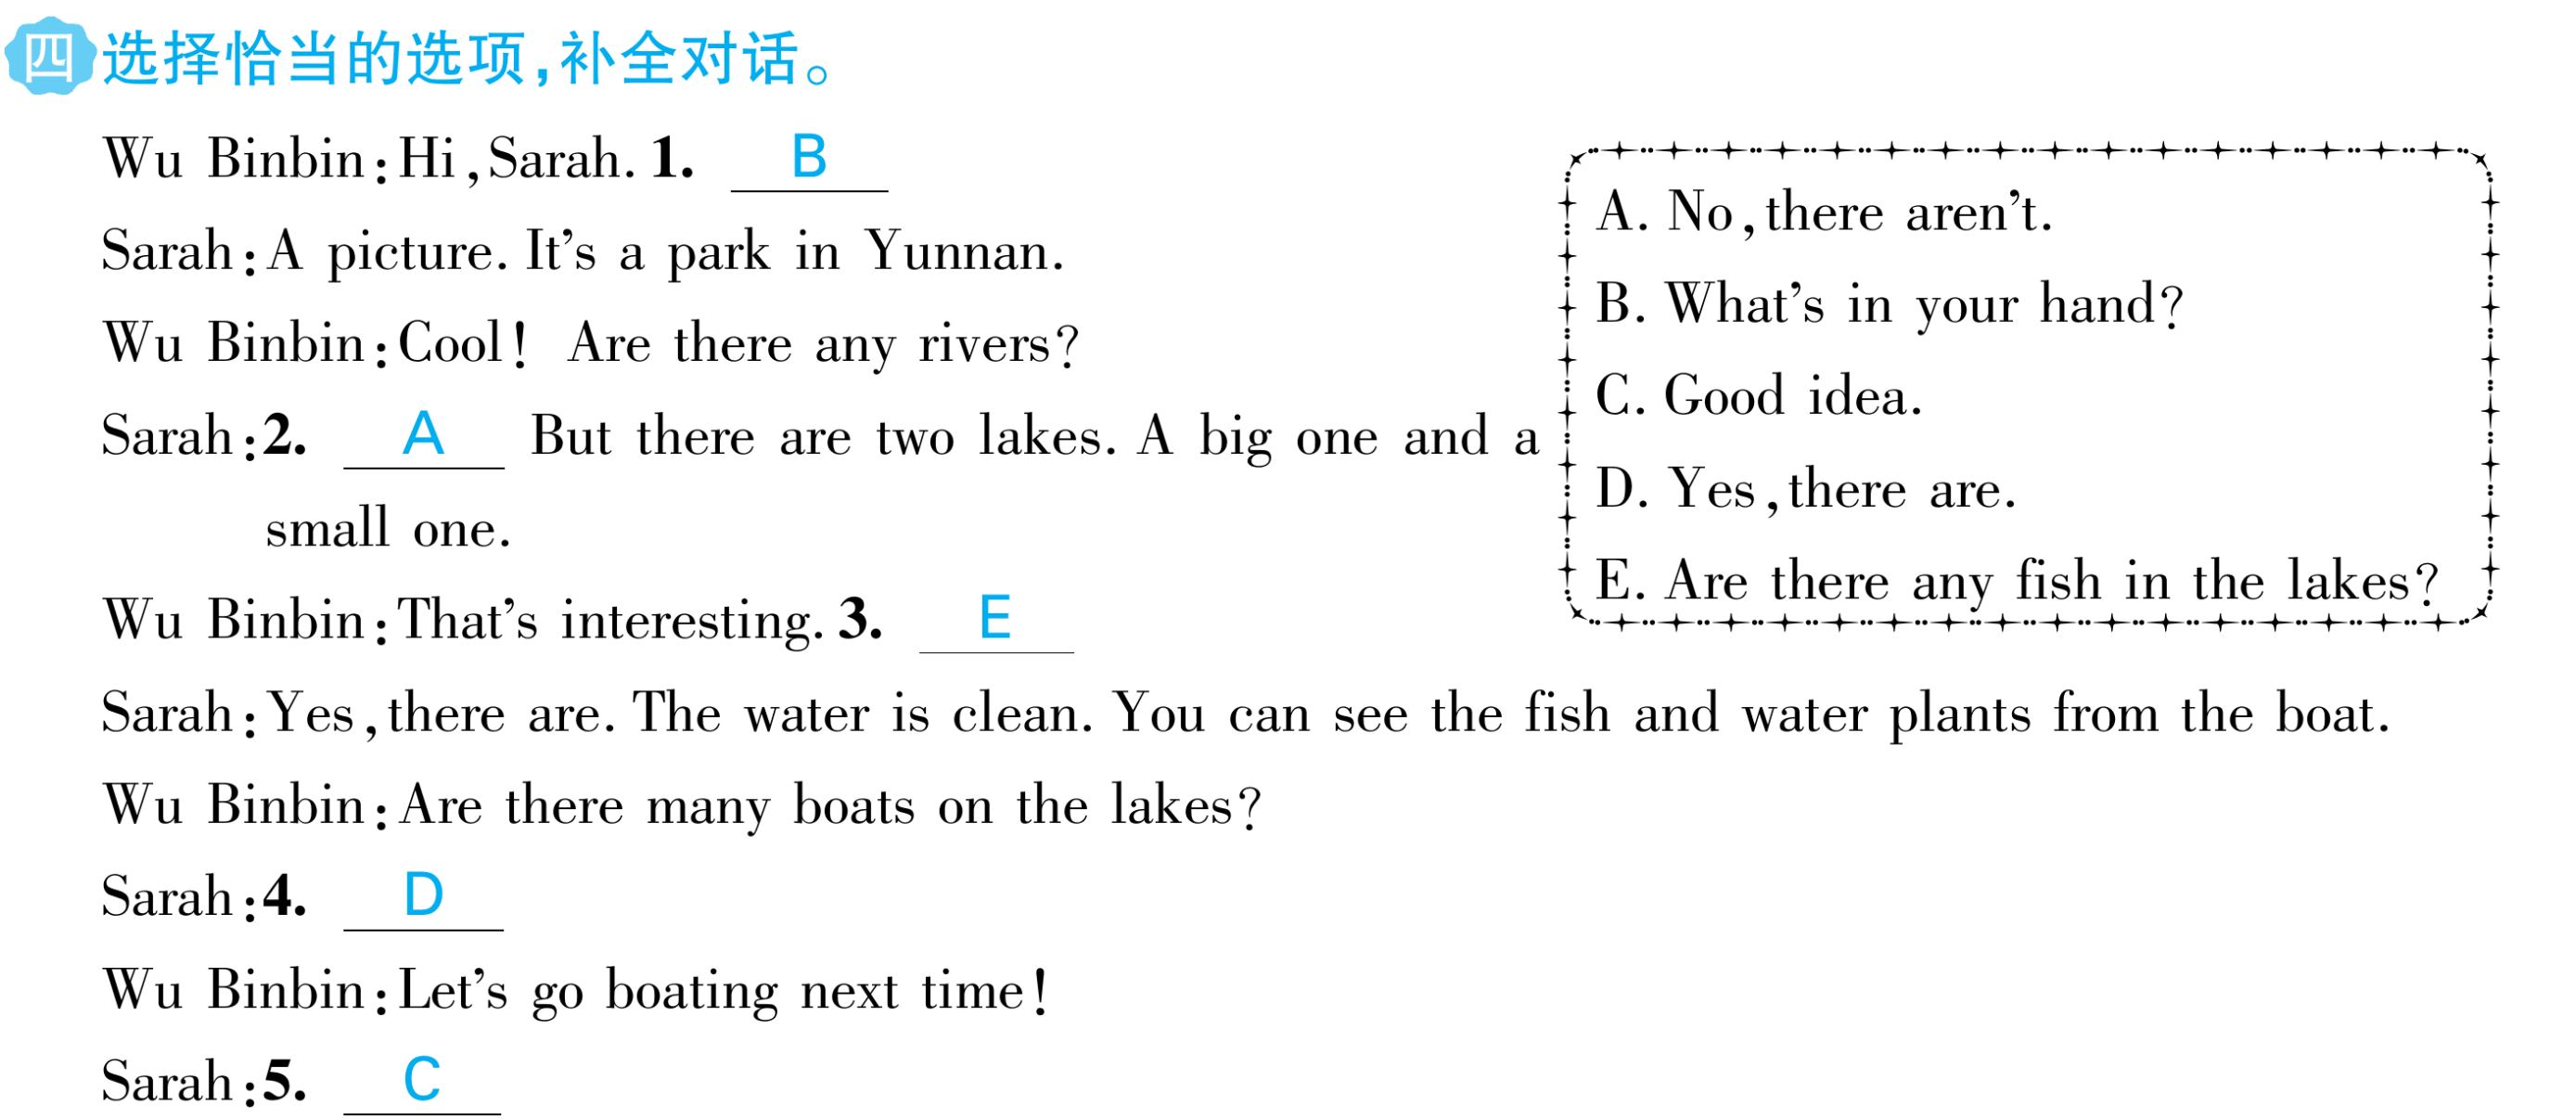 四 选择恰当的选项,补全对话。
Wu Binbin:Hi,Sarah. 1. B
Sarah:A picture. It's a park in Yunnan.
Wu Binbin:Cool! Are there any rivers?
Sarah:2. A But there are two lakes. A big one and a
small one.
Wu Binbin:That's interesting. 3. E
Sarah:Yes,there are. The water is clean. You can see the fish and water plants from the boat.
Wu Binbin:Are there many boats on the lakes?
Sarah:4. D
Wu Binbin:Let's go boating next time!
Sarah:5. C
A. No,there aren't.
B. What's in your hand?
C. Good idea.
D. Yes,there are.
E. Are there any fish in the lakes?